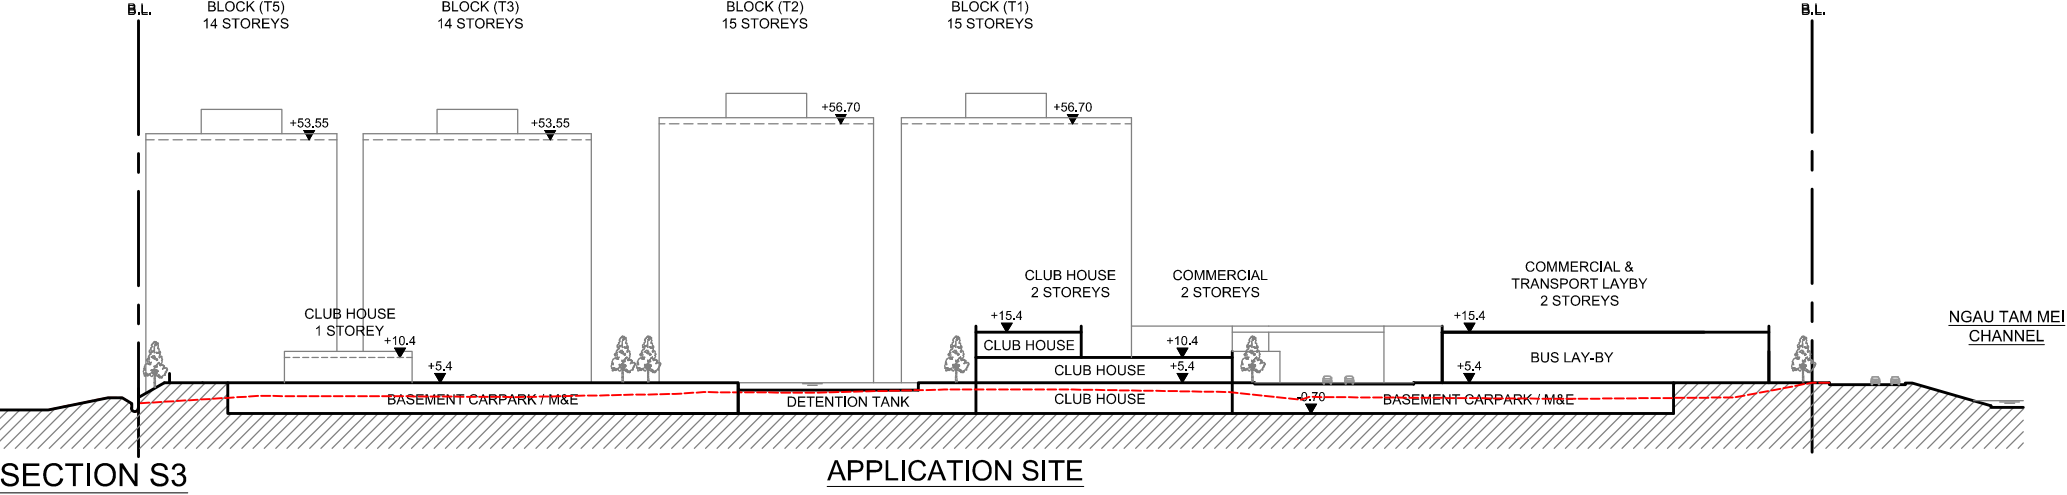 B.L.
BLOCK (T5)
14 STOREYS
BLOCK (T3)
14 STOREYS
BLOCK (T2)
15 STOREYS
BLOCK (T1)
15 STOREYS
B.L.
+53.55
+53.55
+56.70
+56.70
CLUB HOUSE
1 STOREY
+10.4
+5.4
CLUB HOUSE
2 STOREYS
COMMERCIAL
2 STOREYS
COMMERCIAL &
TRANSPORT LAYBY
2 STOREYS
+15.4
+10.4
+15.4
CLUB HOUSE
CLUB HOUSE
+5.4
BUS LAY-BY
+5.4
NGAU TAM MEI
CHANNEL
BASEMENT CARPARK / M&E
DETENTION TANK
CLUB HOUSE
-0.70
BASEMENT CARPARK / M&E
SECTION S3
APPLICATION SITE